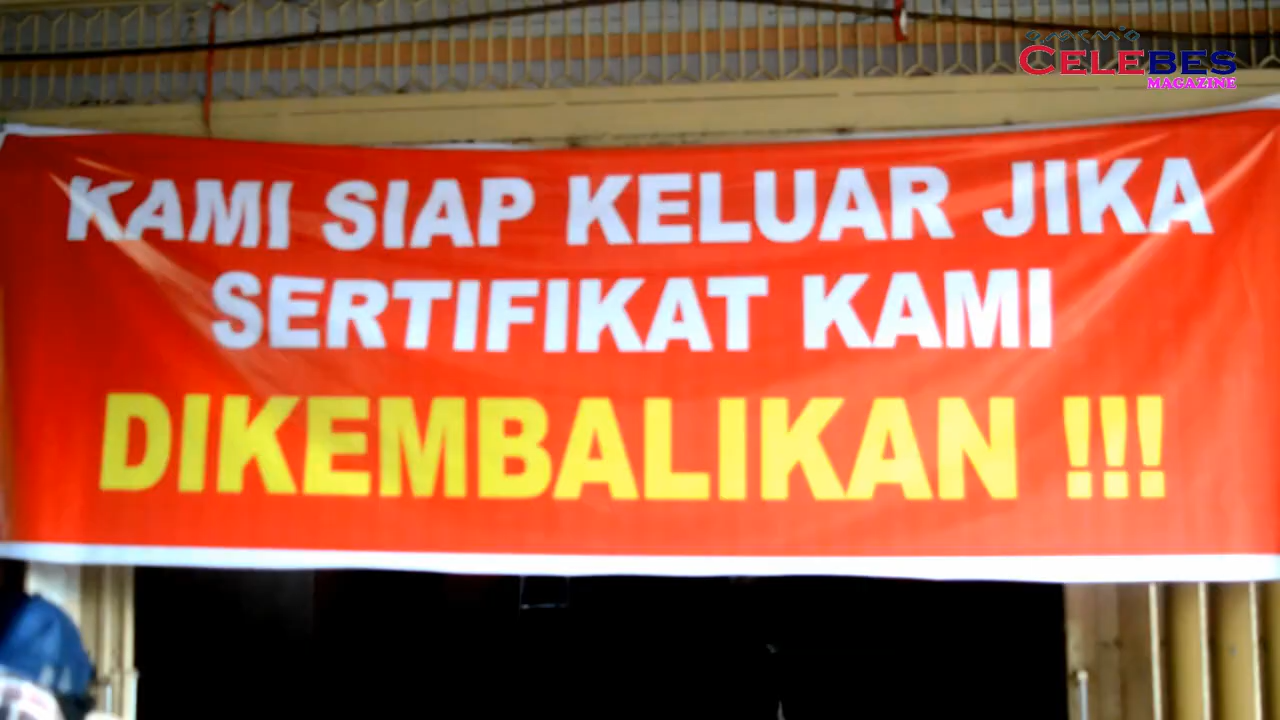 CELEBES
MAGAZINE
KAMI SIAP KELUAR JIKA
SERTIFIKAT KAMI
DIKEMBALIKAN !!!